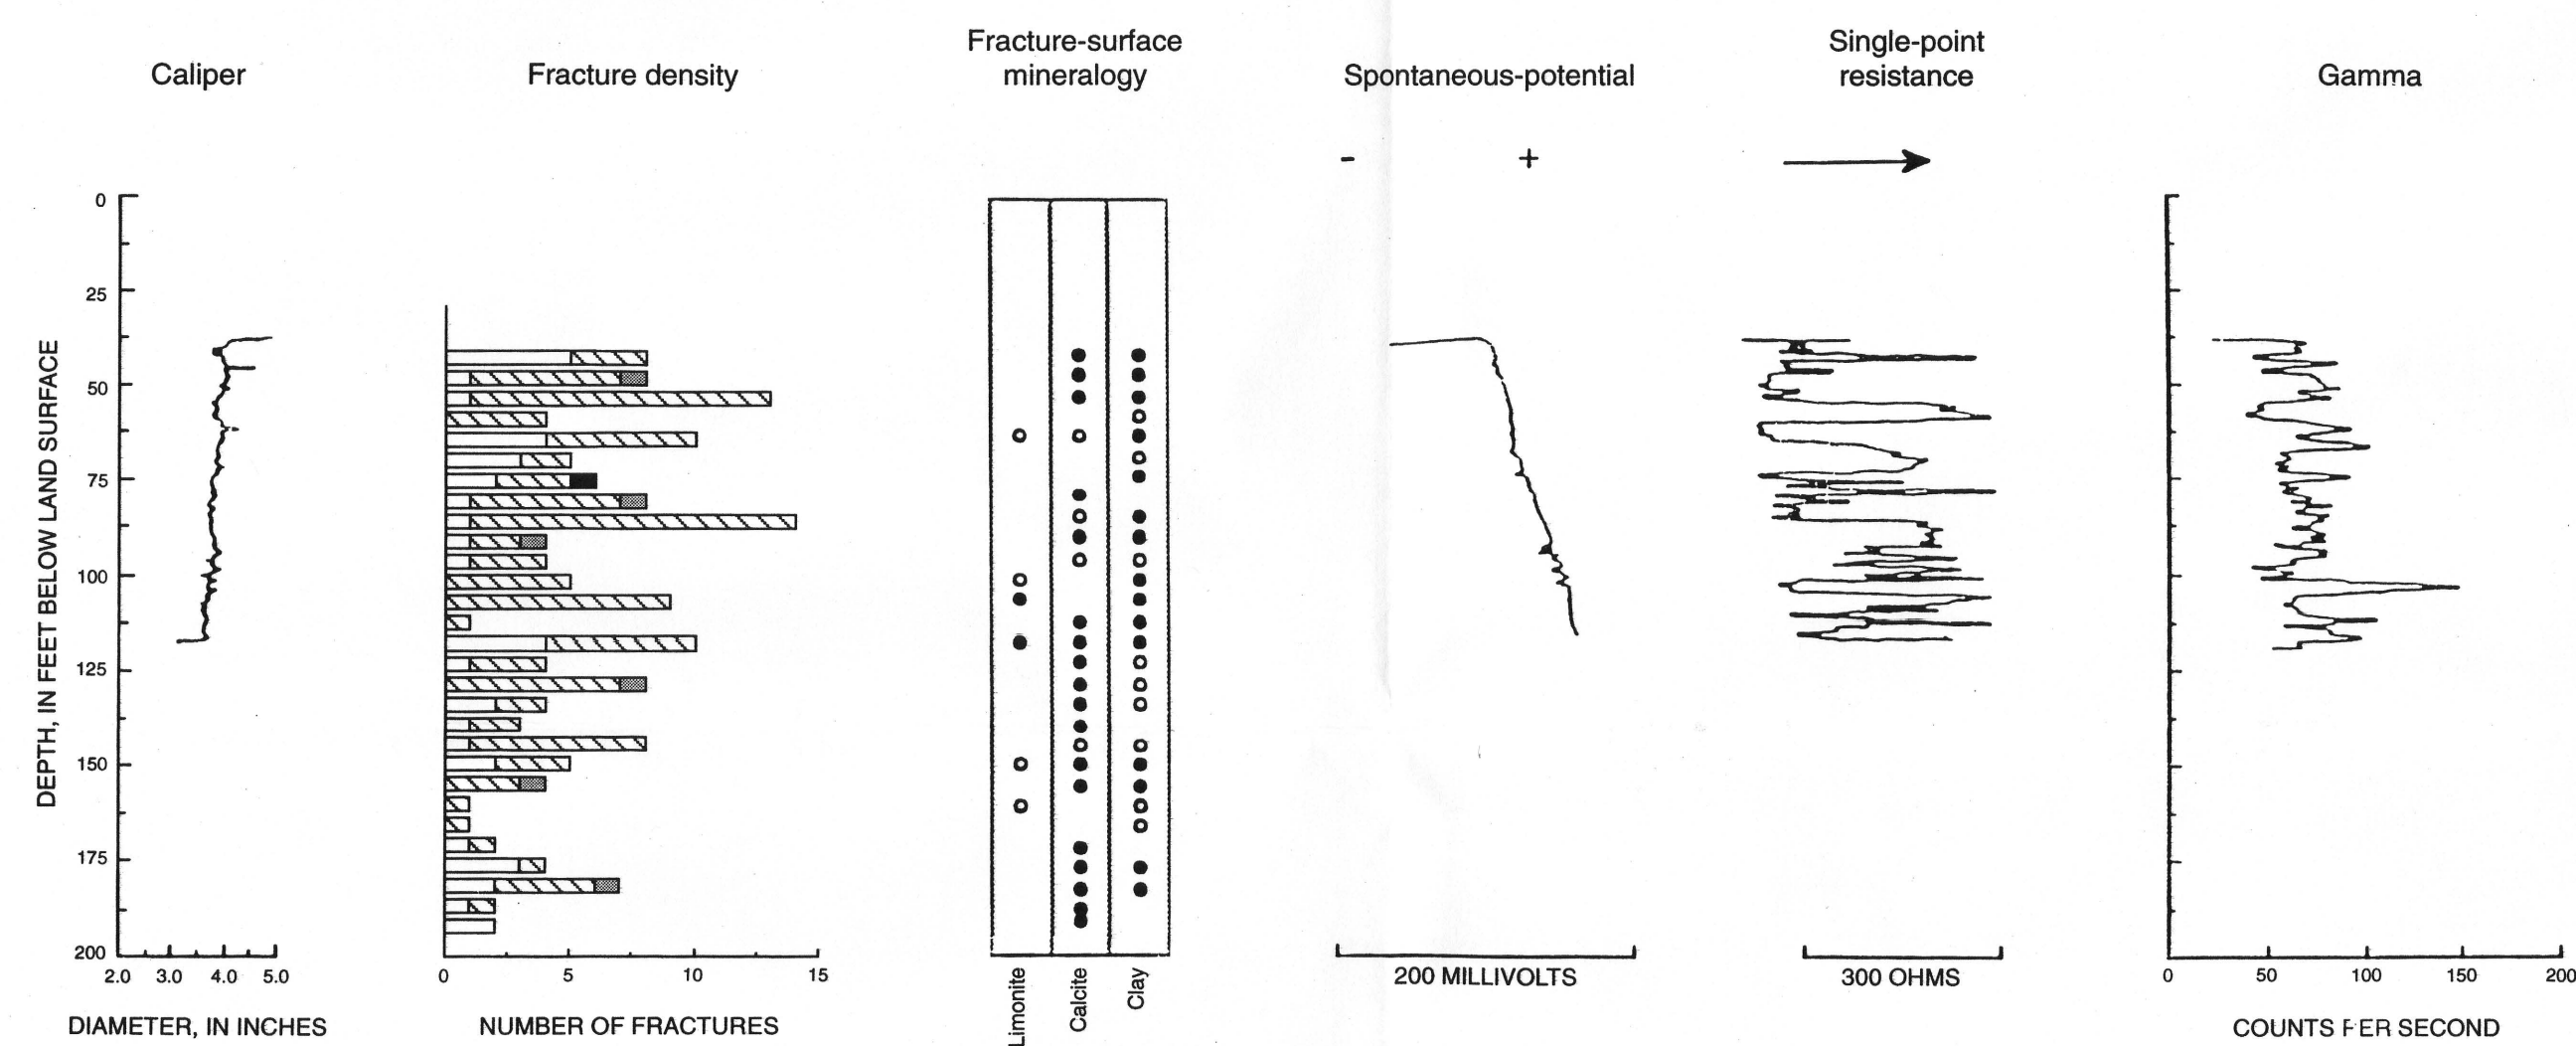 Caliper
Fracture density
Fracture-surface
mineralogy
Spontaneous-potential
Single-point
resistance
Gamma
- +
DEPTH, IN FEET BELOW LAND SURFACE
0
25
50
75
100
125
150
175
200
2.0 3.0 4.0 5.0
DIAMETER, IN INCHES
0 5 10 15
NUMBER OF FRACTURES
Limonite
Calcite
Clay
200 MILLIVOLTS
300 OHMS
0 50 100 150 200
COUNTS PER SECOND